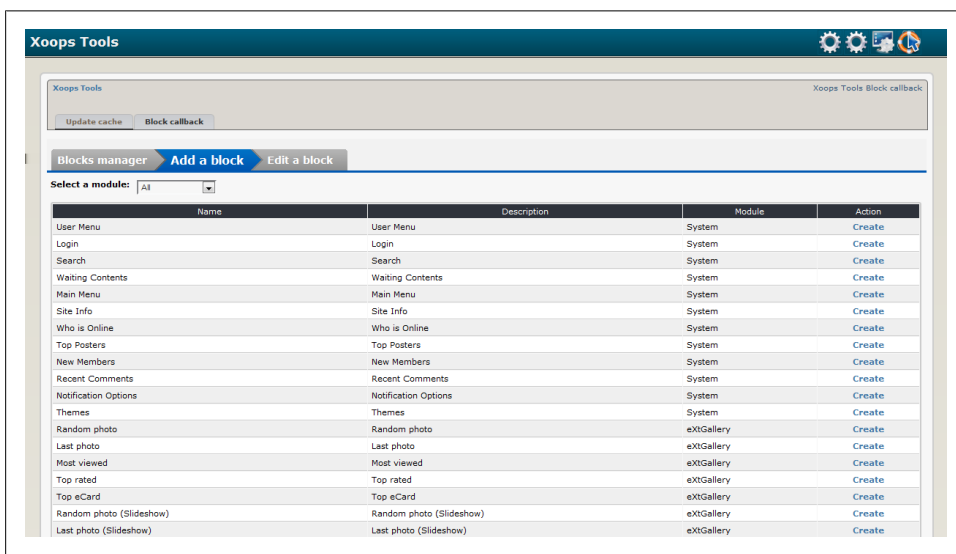 Xoops Tools
Xoops Tools Xoops Tools Block callback
Update cache Block callback
Blocks manager Add a block Edit a block
Select a module: All
Name Description Module Action
User Menu User Menu System Create
Login Login System Create
Search Search System Create
Waiting Contents Waiting Contents System Create
Main Menu Main Menu System Create
Site Info Site Info System Create
Who is Online Who is Online System Create
Top Posters Top Posters System Create
New Members New Members System Create
Recent Comments Recent Comments System Create
Notification Options Notification Options System Create
Themes Themes System Create
Random photo Random photo eXtGallery Create
Last photo Last photo eXtGallery Create
Most viewed Most viewed eXtGallery Create
Top rated Top rated eXtGallery Create
Top eCard Top eCard eXtGallery Create
Random photo (Slideshow) Random photo (Slideshow) eXtGallery Create
Last photo (Slideshow) Last photo (Slideshow) eXtGallery Create